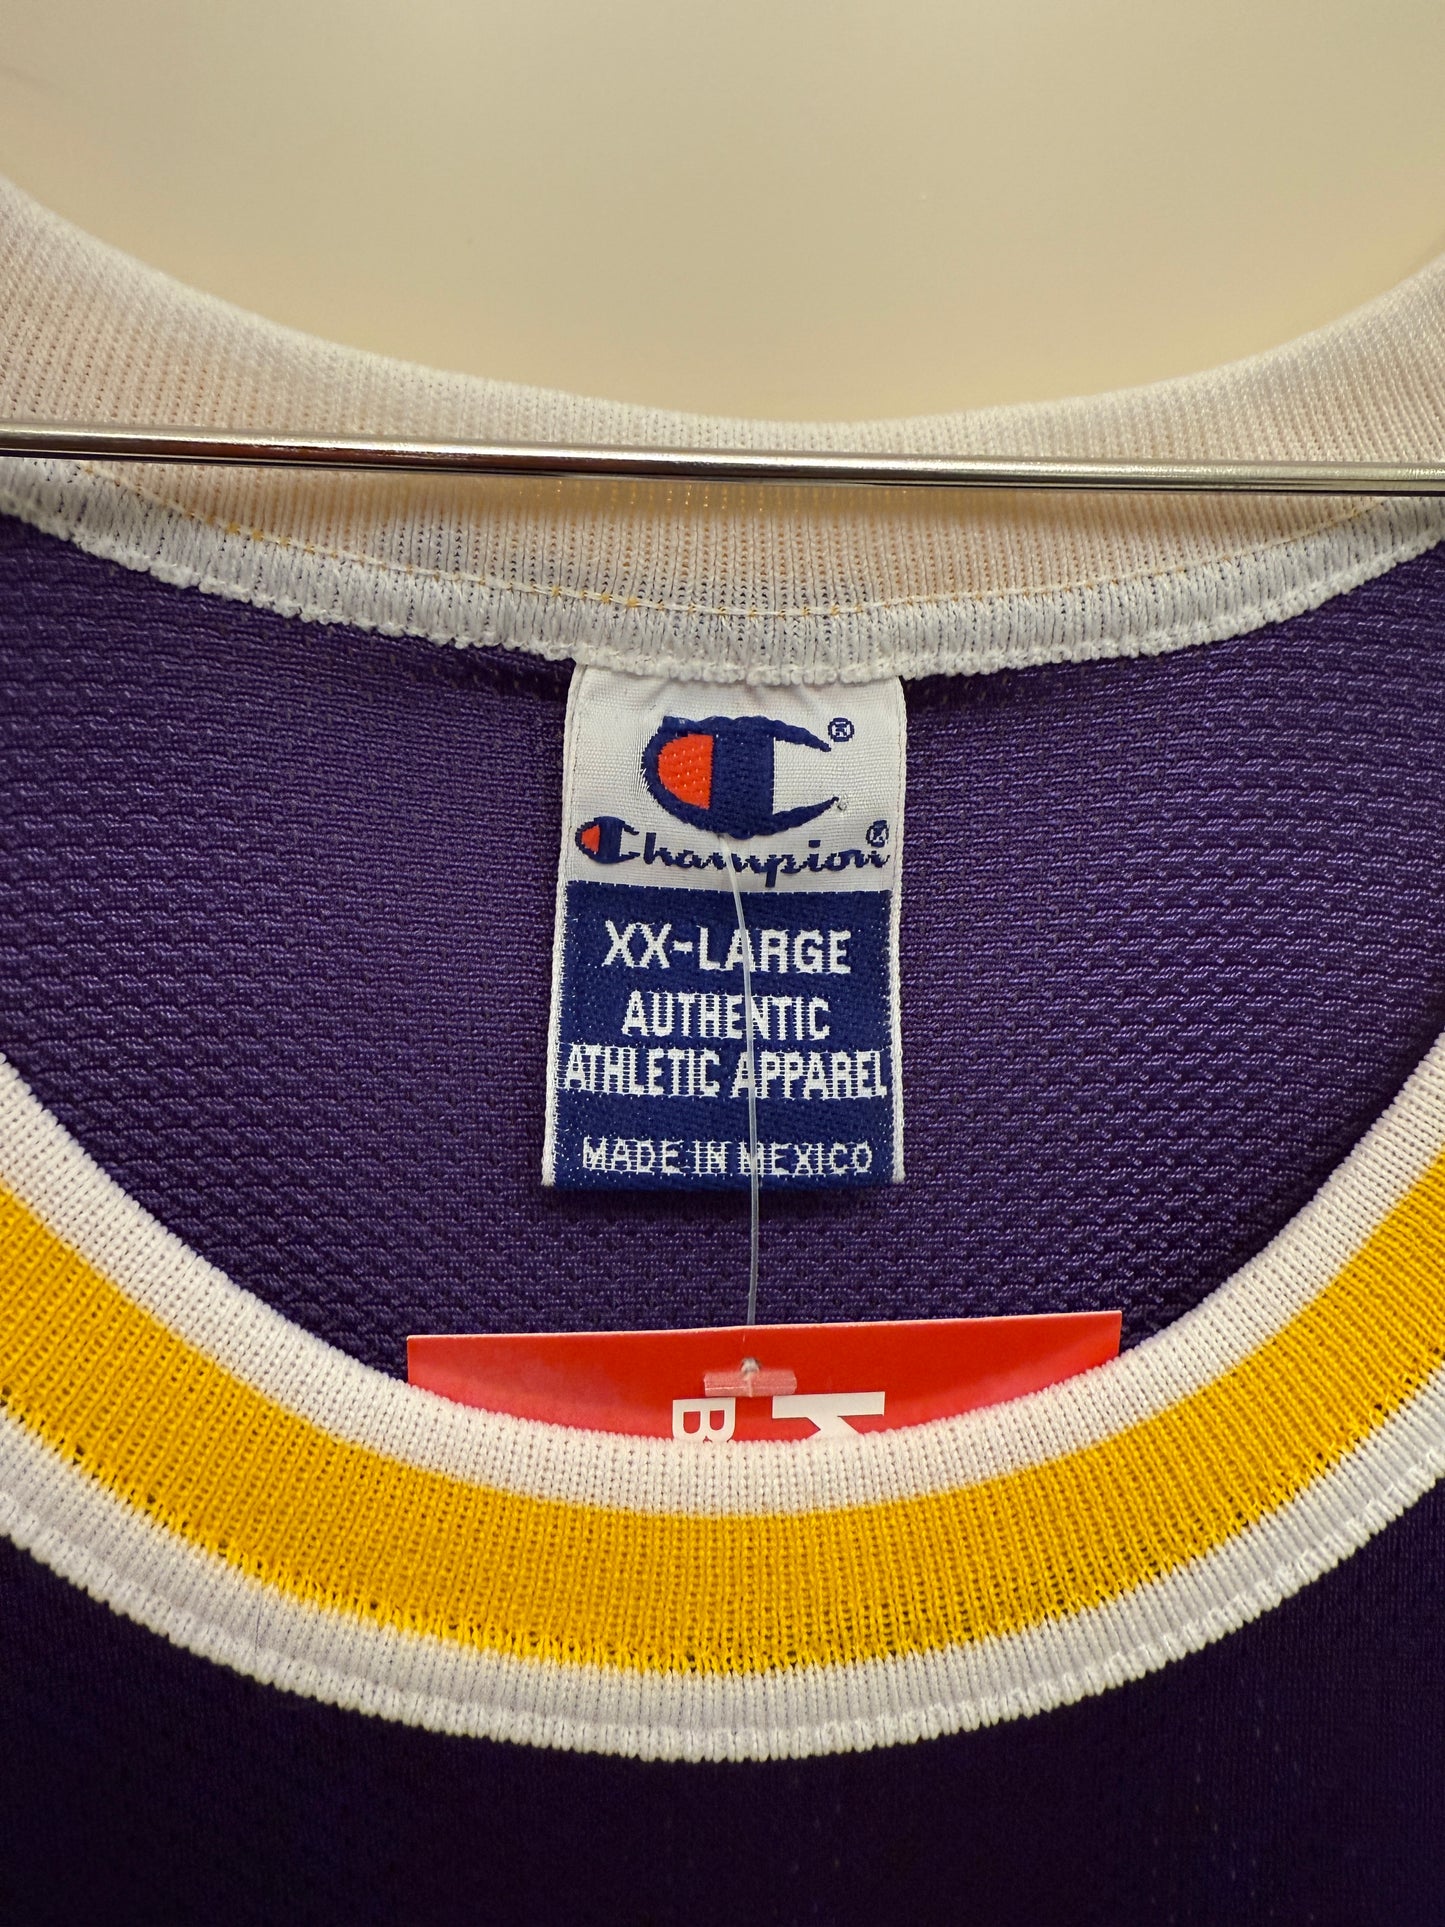 Champion®
XX-LARGE
AUTHENTIC
ATHLETIC APPAREL
MADE IN MEXICO
K
B